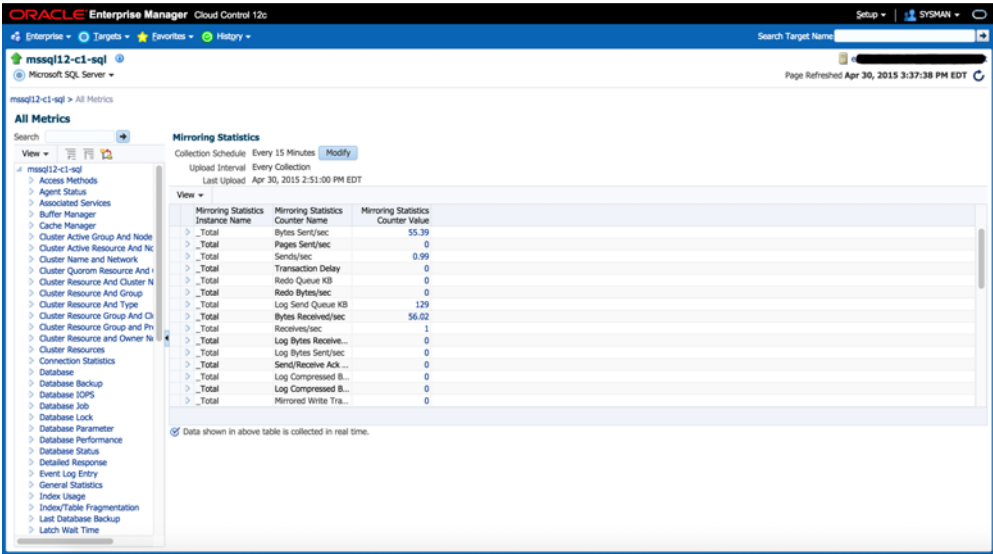 ORACLE Enterprise Manager Cloud Control 12c
Setup SYSMAN
Enterprise Targets Favorites History
Search Target Name
mssql12-c1-sql
Microsoft SQL Server
Page Refreshed Apr 30, 2015 3:37:38 PM EDT
mssql12-c1-sql > All Metrics
All Metrics
Search
View
mssql12-c1-sql
Access Methods
Agent Status
Associated Services
Buffer Manager
Cache Manager
Cluster Active Group And Node
Cluster Active Resource And No
Cluster Name and Network
Cluster Quorom Resource And
Cluster Resource And Cluster N
Cluster Resource And Group
Cluster Resource And Type
Cluster Resource Group And Clu
Cluster Resource Group and Pro
Cluster Resource and Owner No
Cluster Resources
Connection Statistics
Database
Database Backup
Database IOPS
Database Job
Database Lock
Database Parameter
Database Performance
Database Status
Detailed Response
Event Log Entry
General Statistics
Index Usage
Index/Table Fragmentation
Last Database Backup
Latch Wait Time
Mirroring Statistics
Collection Schedule Every 15 Minutes Modify
Upload Interval Every Collection
Last Upload Apr 30, 2015 2:51:00 PM EDT
View
Mirroring Statistics Mirroring Statistics Mirroring Statistics
Instance Name Counter Name Counter Value
_Total Bytes Sent/sec 55.39
_Total Pages Sent/sec 0
_Total Sends/sec 0.99
_Total Transaction Delay 0
_Total Redo Queue KB 0
_Total Redo Bytes/sec 0
_Total Log Send Queue KB 129
_Total Bytes Received/sec 56.02
_Total Receives/sec 1
_Total Log Bytes Receive... 0
_Total Log Bytes Sent/sec 0
_Total Send/Receive Ack ... 0
_Total Log Compressed B... 0
_Total Log Compressed B... 0
_Total Mirrored Write Tra... 0
Data shown in above table is collected in real time.